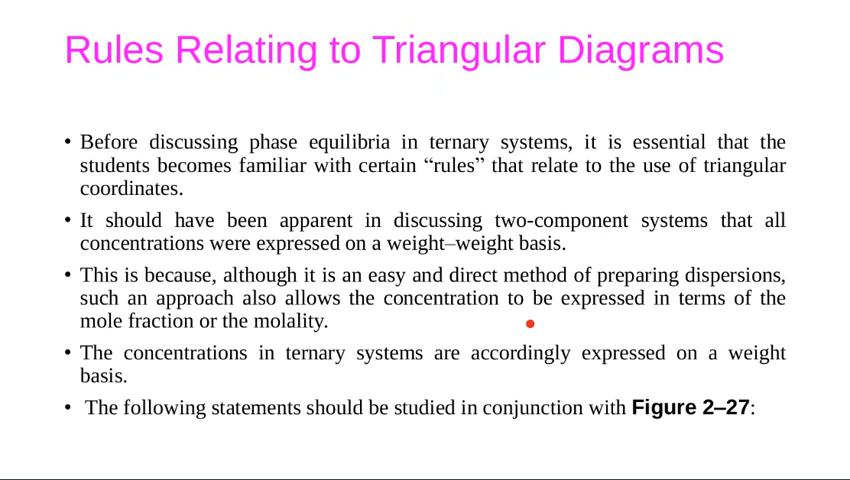 Rules Relating to Triangular Diagrams
• Before discussing phase equilibria in ternary systems, it is essential that the
students becomes familiar with certain “rules” that relate to the use of triangular
coordinates.
• It should have been apparent in discussing two-component systems that all
concentrations were expressed on a weight–weight basis.
• This is because, although it is an easy and direct method of preparing dispersions,
such an approach also allows the concentration to be expressed in terms of the
mole fraction or the molality.
• The concentrations in ternary systems are accordingly expressed on a weight
basis.
• The following statements should be studied in conjunction with Figure 2–27: